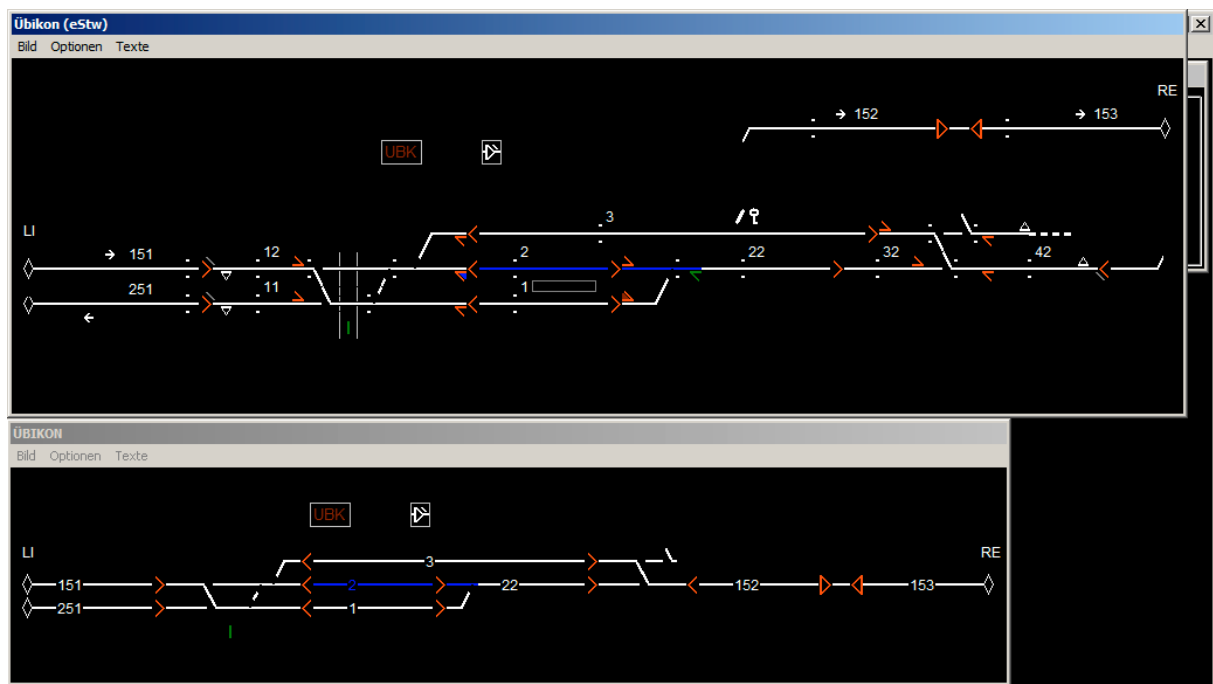 Übikon (eStw)
Bild Optionen Texte
RE
152 153
UBK
3
LI
151 12 2 22 32 42
251 11 1
ÜBIKON
Bild Optionen Texte
UBK
LI RE
3
151 2 22 152 153
251 1